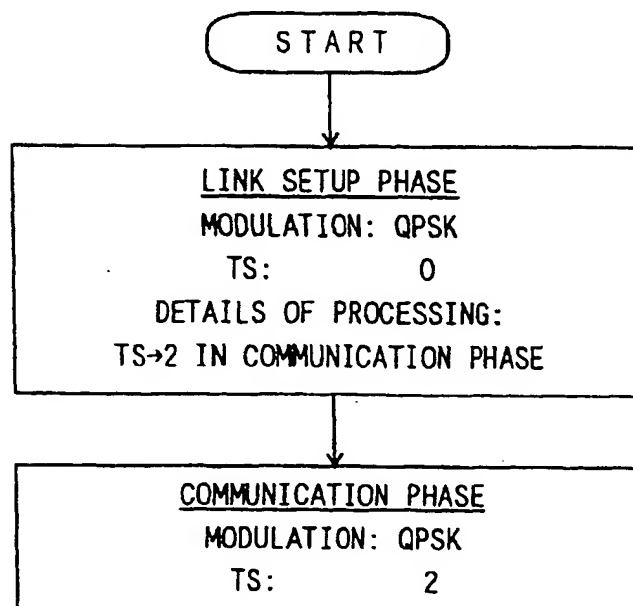 START
LINK SETUP PHASE
MODULATION: QPSK
TS: 0
DETAILS OF PROCESSING:
TS→2 IN COMMUNICATION PHASE
COMMUNICATION PHASE
MODULATION: QPSK
TS: 2